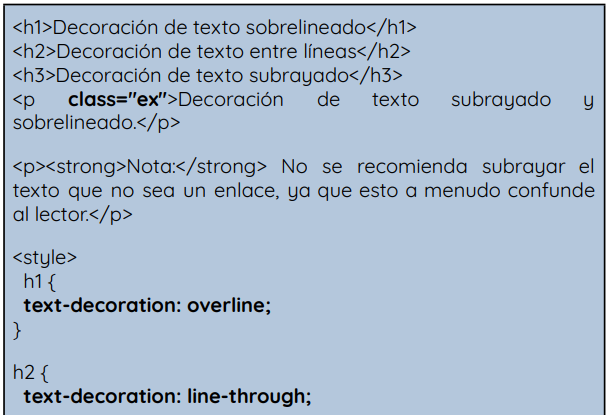 <h1>Decoración de texto sobrelineado</h1>
<h2>Decoración de texto entre líneas</h2>
<h3>Decoración de texto subrayado</h3>
<p class="ex">Decoración de texto subrayado y
sobrelineado.</p>
<p><strong>Nota:</strong> No se recomienda subrayar el
texto que no sea un enlace, ya que esto a menudo confunde
al lector.</p>
<style>
h1 {
text-decoration: overline;
}
h2 {
text-decoration: line-through;